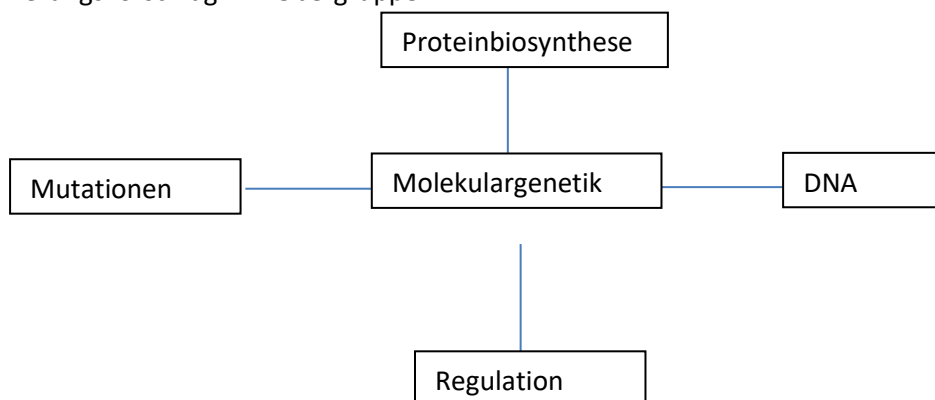 Proteinbiosynthese
Mutationen
Molekulargenetik
DNA
Regulation